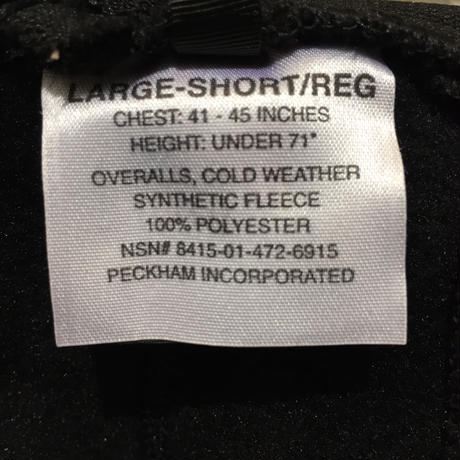 LARGE-SHORT/REG
CHEST: 41 - 45 INCHES
HEIGHT: UNDER 71"
OVERALLS, COLD WEATHER
SYNTHETIC FLEECE
100% POLYESTER
NSN# 8415-01-472-6915
PECKHAM INCORPORATED